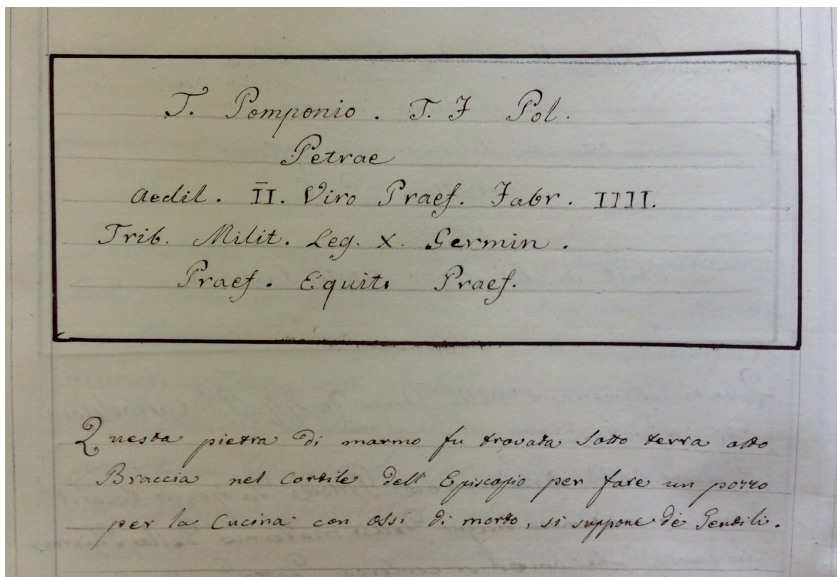 T. Pomponio. T. F Pol.
Petrae
Aedil. II. Viro Praef. Fabr. IIII.
Trib. Milit. Leg. X. Germin.
Praef. Equit. Praef.
Questa pietra di marmo fu trovata sotto terra otto
Braccia nel Cortile dell Episcopio per fare un pozzo
per la Cucina con ossi di morto, si suppone de Gentili.